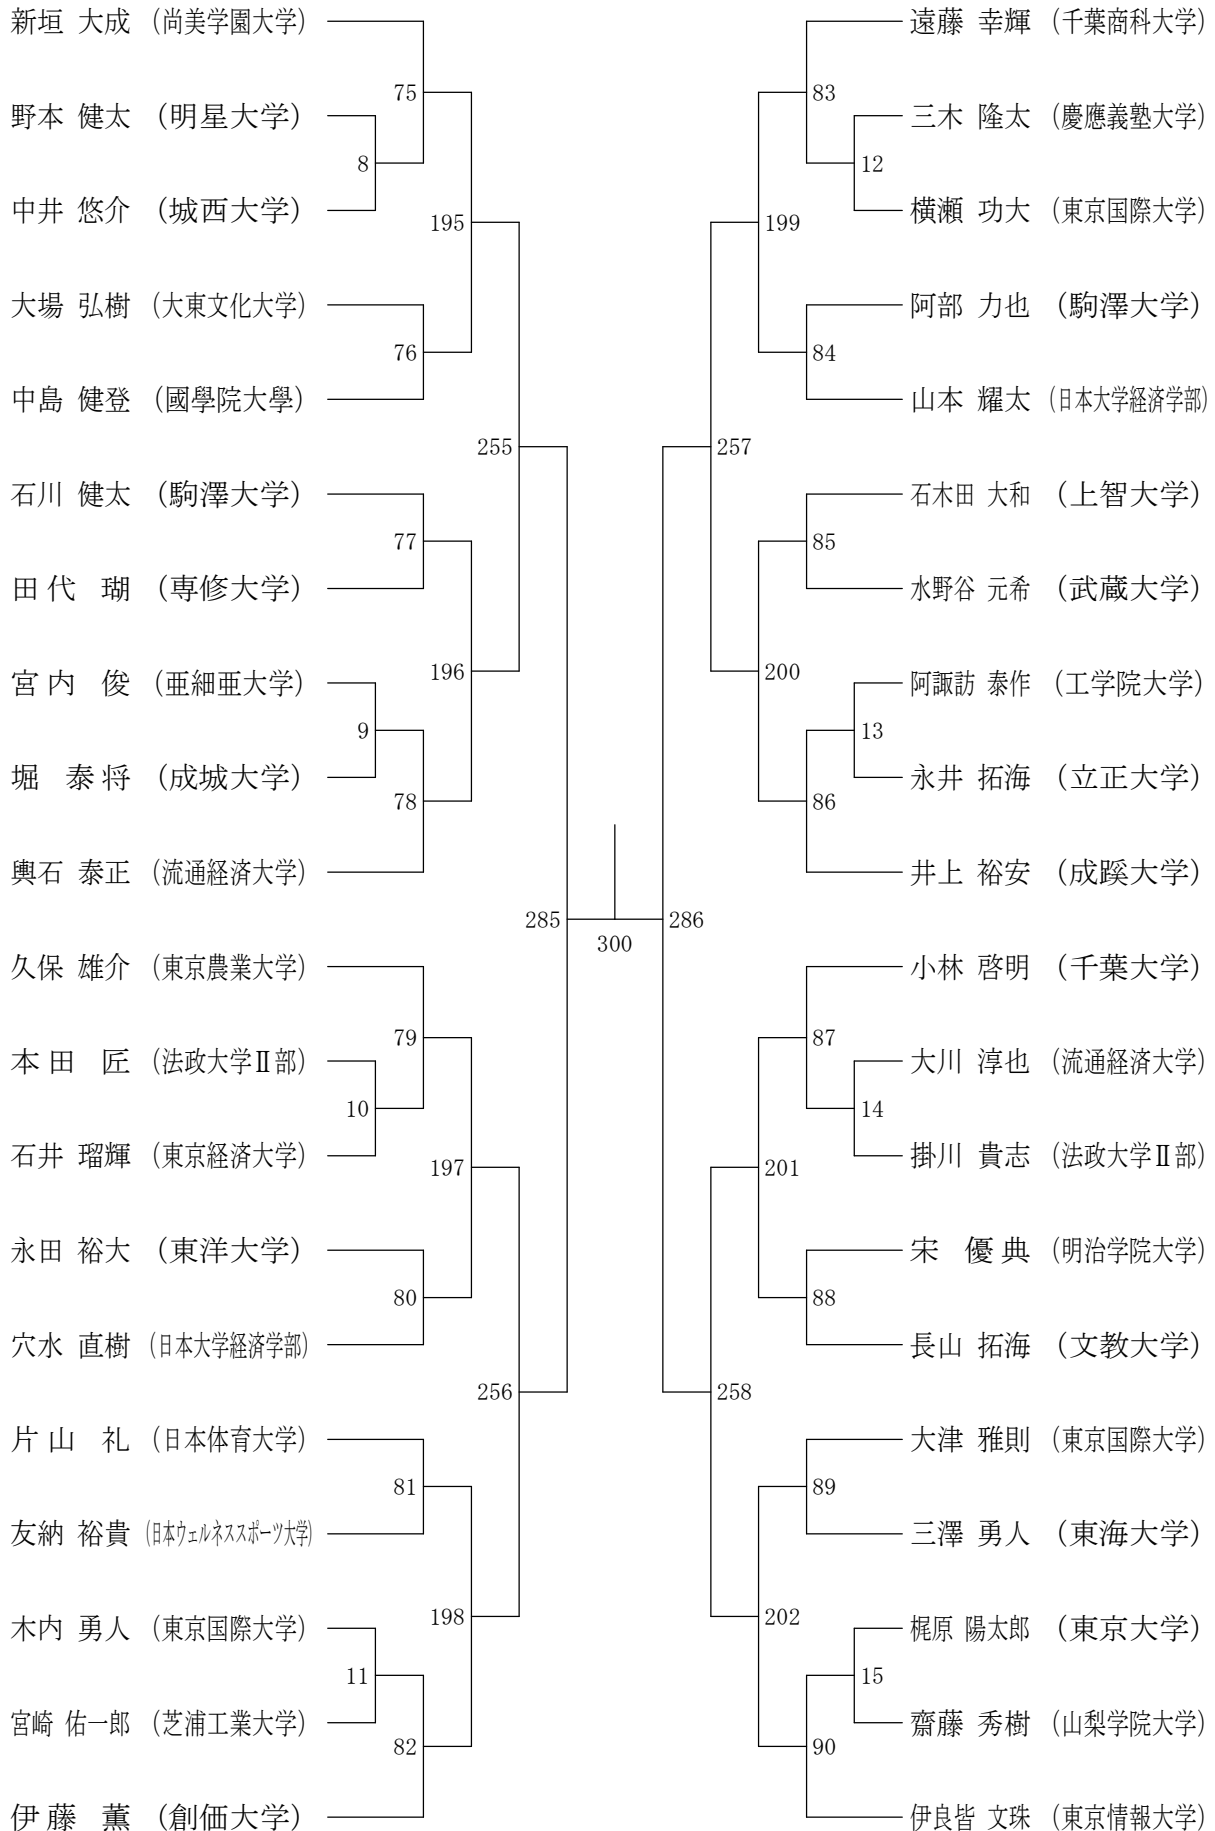 新垣 大成 (尚美学園大学)
75
野本 健太 (明星大学)
8
中井 悠介 (城西大学)
195
大場 弘樹 (大東文化大学)
76
中島 健登 (國學院大學)
255
石川 健太 (駒澤大学)
77
田代 瑚 (専修大学)
196
宮内 俊 (亜細亜大学)
9
堀 泰将 (成城大学)
78
輿石 泰正 (流通経済大学)
285
300
久保 雄介 (東京農業大学)
79
本田 匠 (法政大学Ⅱ部)
10
石井 瑠輝 (東京経済大学)
197
永田 裕大 (東洋大学)
80
穴水 直樹 (日本大学経済学部)
256
片山 礼 (日本体育大学)
81
友納 裕貴 (日本ウェルネススポーツ大学)
198
木内 勇人 (東京国際大学)
11
宮崎 佑一郎 (芝浦工業大学)
82
伊藤 薫 (創価大学)
遠藤 幸輝 (千葉商科大学)
83
三木 隆太 (慶應義塾大学)
12
横瀬 功大 (東京国際大学)
199
阿部 力也 (駒澤大学)
84
山本 耀太 (日本大学経済学部)
257
石木田 大和 (上智大学)
85
水野谷 元希 (武蔵大学)
200
阿諏訪 泰作 (工学院大学)
13
永井 拓海 (立正大学)
86
井上 裕安 (成蹊大学)
286
小林 啓明 (千葉大学)
87
大川 淳也 (流通経済大学)
14
掛川 貴志 (法政大学Ⅱ部)
201
宋 優典 (明治学院大学)
88
長山 拓海 (文教大学)
258
大津 雅則 (東京国際大学)
89
三澤 勇人 (東海大学)
202
梶原 陽太郎 (東京大学)
15
齋藤 秀樹 (山梨学院大学)
90
伊良皆 文珠 (東京情報大学)